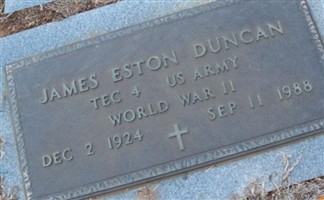 JAMES ESTON DUNCAN
TEC 4 US ARMY
WORLD WAR II
DEC 2 1924 SEP 11 1988